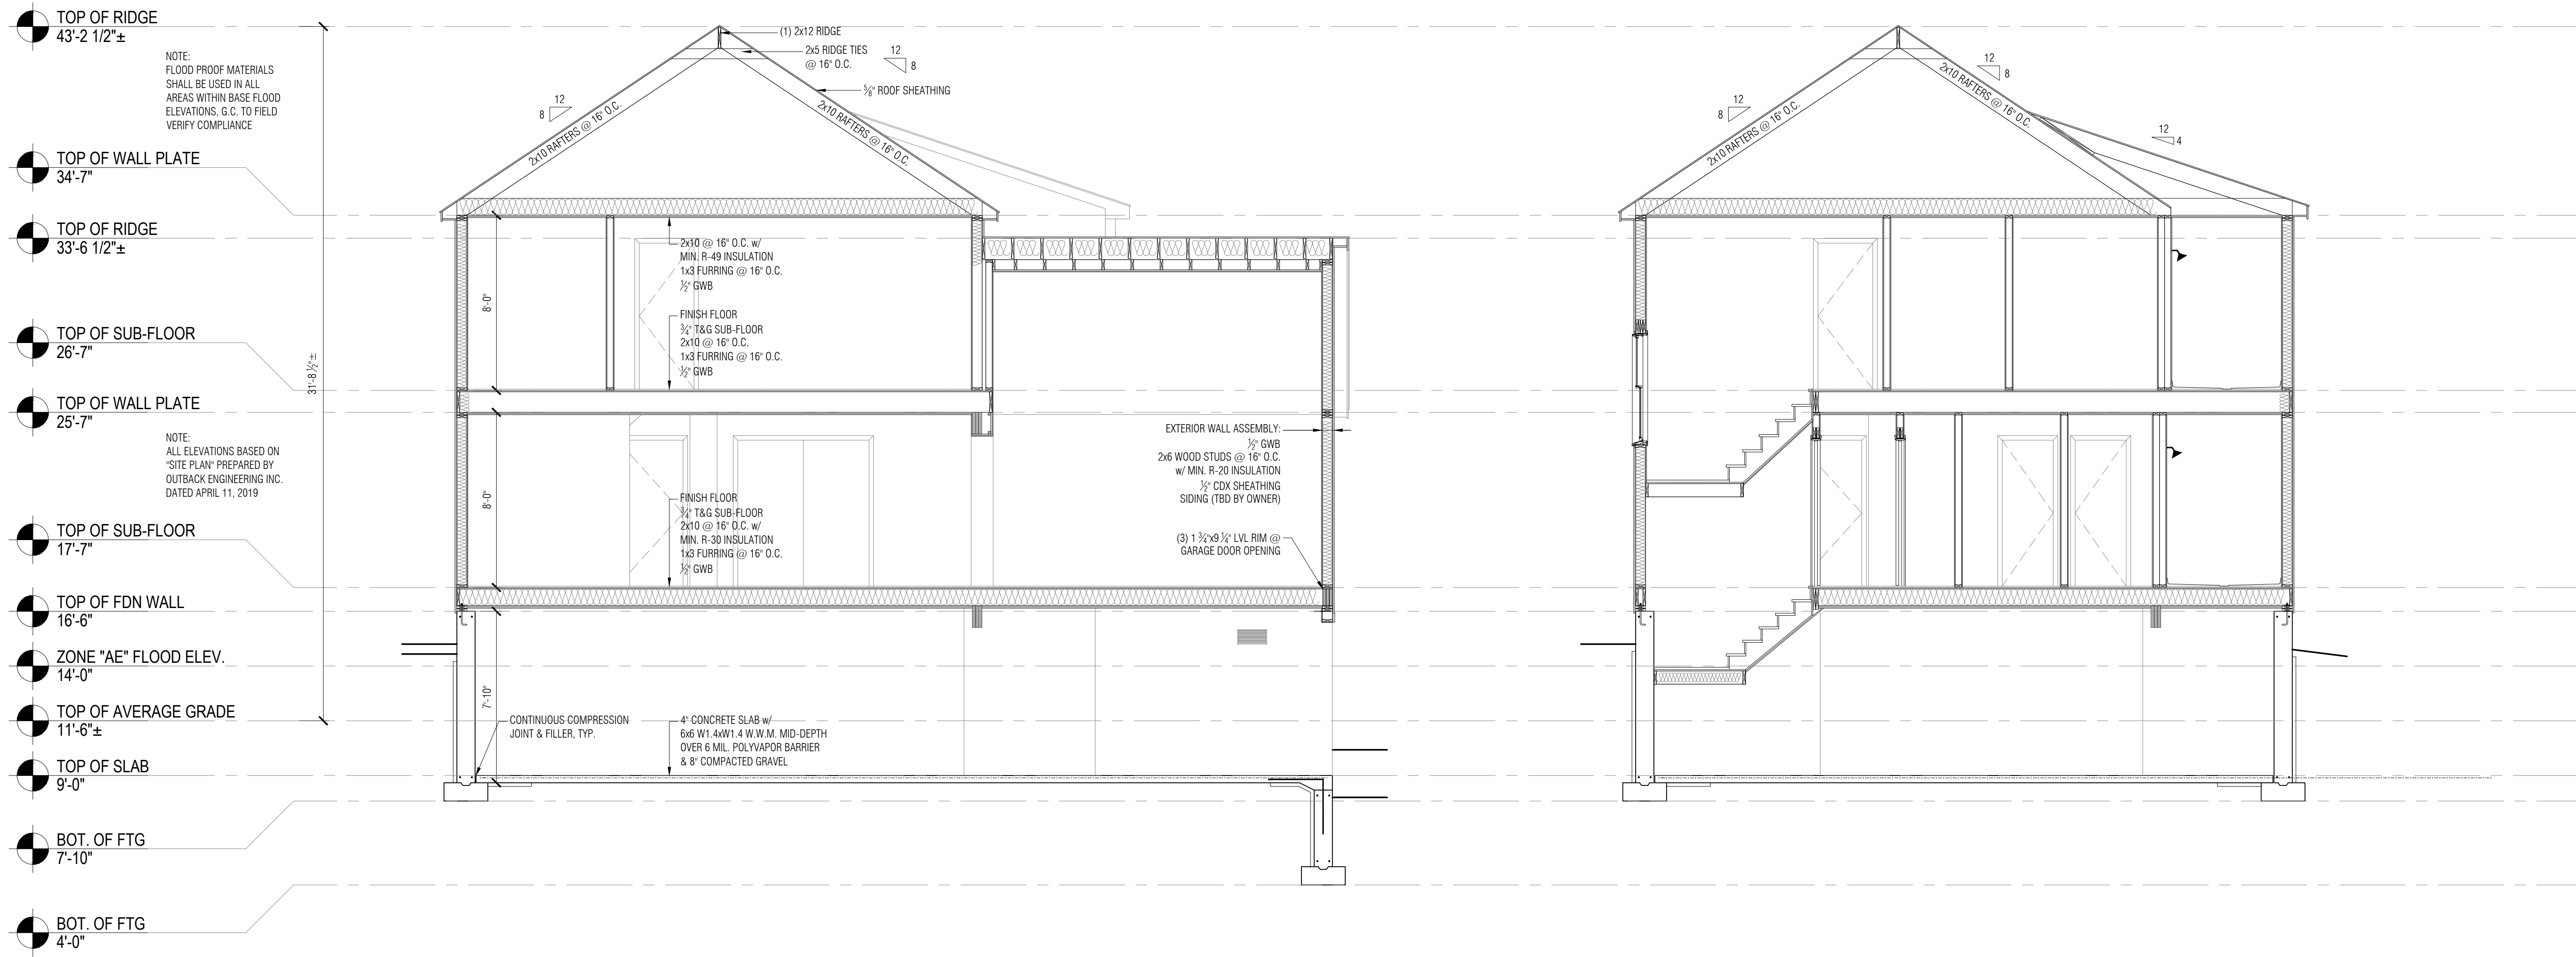 TOP OF RIDGE
43'-2 1/2"±
NOTE:
FLOOD PROOF MATERIALS
SHALL BE USED IN ALL
AREAS WITHIN BASE FLOOD
ELEVATIONS, G.C. TO FIELD
VERIFY COMPLIANCE
TOP OF WALL PLATE
34'-7"
TOP OF RIDGE
33'-6 1/2"±
TOP OF SUB-FLOOR
26'-7"
TOP OF WALL PLATE
25'-7"
NOTE:
ALL ELEVATIONS BASED ON
"SITE PLAN" PREPARED BY
OUTBACK ENGINEERING INC.
DATED APRIL 11, 2019
TOP OF SUB-FLOOR
17'-7"
TOP OF FDN WALL
16'-6"
ZONE "AE" FLOOD ELEV.
14'-0"
TOP OF AVERAGE GRADE
11'-6"±
TOP OF SLAB
9'-0"
BOT. OF FTG
7'-10"
BOT. OF FTG
4'-0"
31'-8 ½"±
(1) 2x12 RIDGE
2x5 RIDGE TIES
@ 16" O.C.
12
8
⅝" ROOF SHEATHING
12
8
2x10 RAFTERS @ 16" O.C.
2x10 RAFTERS @ 16" O.C.
8'-0"
2x10 @ 16" O.C. w/
MIN. R-49 INSULATION
1x3 FURRING @ 16" O.C.
½" GWB
FINISH FLOOR
¾" T&G SUB-FLOOR
2x10 @ 16" O.C.
1x3 FURRING @ 16" O.C.
½" GWB
8'-0"
FINISH FLOOR
¾" T&G SUB-FLOOR
2x10 @ 16" O.C. w/
MIN. R-30 INSULATION
1x3 FURRING @ 16" O.C.
½" GWB
EXTERIOR WALL ASSEMBLY:
½" GWB
2x6 WOOD STUDS @ 16" O.C.
w/ MIN. R-20 INSULATION
½" CDX SHEATHING
SIDING (TBD BY OWNER)
(3) 1 ¾"x9 ¼" LVL RIM @
GARAGE DOOR OPENING
7'-10"
CONTINUOUS COMPRESSION
JOINT & FILLER, TYP.
4" CONCRETE SLAB w/
6x6 W1.4xW1.4 W.W.M. MID-DEPTH
OVER 6 MIL. POLYVAPOR BARRIER
& 8" COMPACTED GRAVEL
12
8
2x10 RAFTERS @ 16" O.C.
2x10 RAFTERS @ 16" O.C.
12
8
12
4